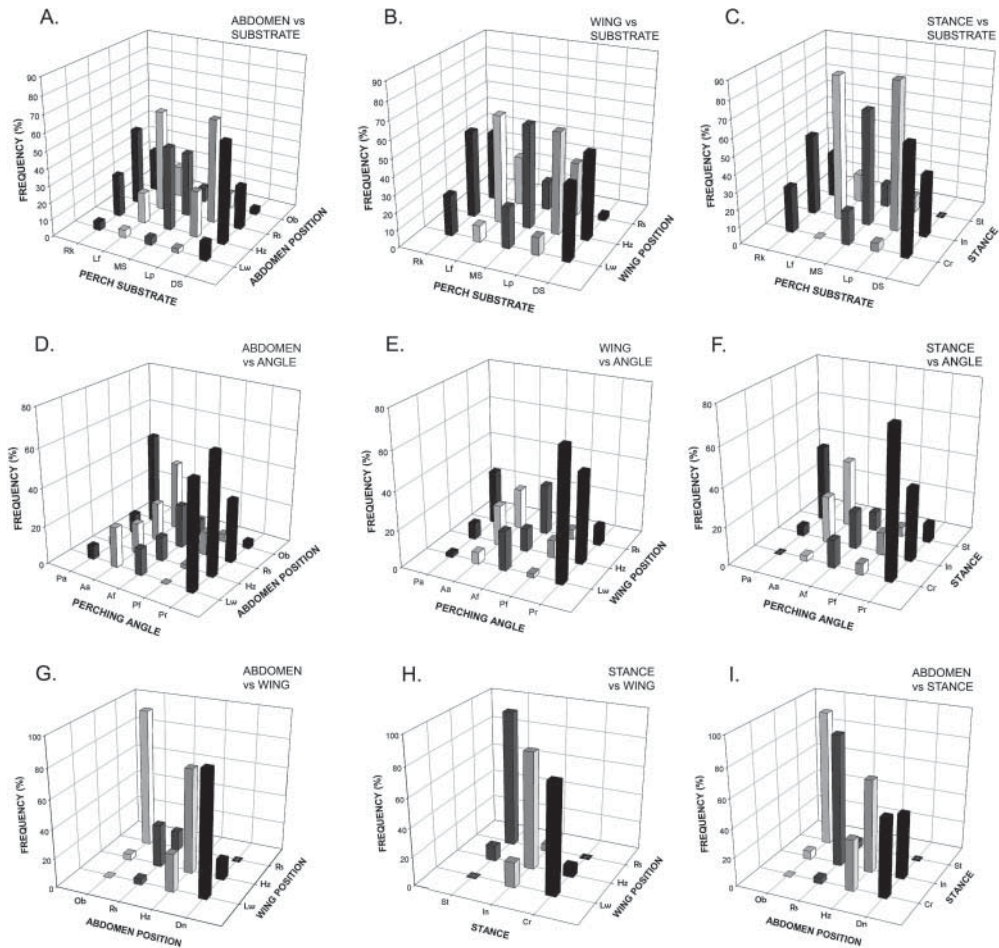 A.
ABDOMEN vs
SUBSTRATE
90
80
70
60
50
40
30
20
10
0
FREQUENCY (%)
Rk
Lf
MS
Lp
DS
PERCH SUBSTRATE
Lw
Hz
Ri
Ob
ABDOMEN POSITION
B.
WING vs
SUBSTRATE
90
80
70
60
50
40
30
20
10
0
FREQUENCY (%)
Rk
Lf
MS
Lp
DS
PERCH SUBSTRATE
Lw
Hz
Ri
WING POSITION
C.
STANCE vs
SUBSTRATE
90
80
70
60
50
40
30
20
10
0
FREQUENCY (%)
Rk
Lf
MS
Lp
DS
PERCH SUBSTRATE
Cr
In
St
STANCE
D.
ABDOMEN
vs ANGLE
80
60
40
20
0
FREQUENCY (%)
Pa
Aa
Af
Pf
Pr
PERCHING ANGLE
Lw
Hz
Ri
Ob
ABDOMEN POSITION
E.
WING
vs ANGLE
80
60
40
20
0
FREQUENCY (%)
Pa
Aa
Af
Pf
Pr
PERCHING ANGLE
Lw
Hz
Ri
WING POSITION
F.
STANCE
vs ANGLE
80
60
40
20
0
FREQUENCY (%)
Pa
Aa
Af
Pf
Pr
PERCHING ANGLE
Cr
In
St
STANCE
G.
ABDOMEN
vs WING
100
80
60
40
20
0
FREQUENCY (%)
Ob
Ri
Hz
Dn
ABDOMEN POSITION
Lw
Hz
Ri
WING POSITION
H.
STANCE
vs WING
100
80
60
40
20
0
FREQUENCY (%)
St
In
Cr
STANCE
Lw
Hz
Ri
WING POSITION
I.
ABDOMEN
vs STANCE
100
80
60
40
20
0
FREQUENCY (%)
Ob
Ri
Hz
Dn
ABDOMEN POSITION
Cr
In
St
STANCE